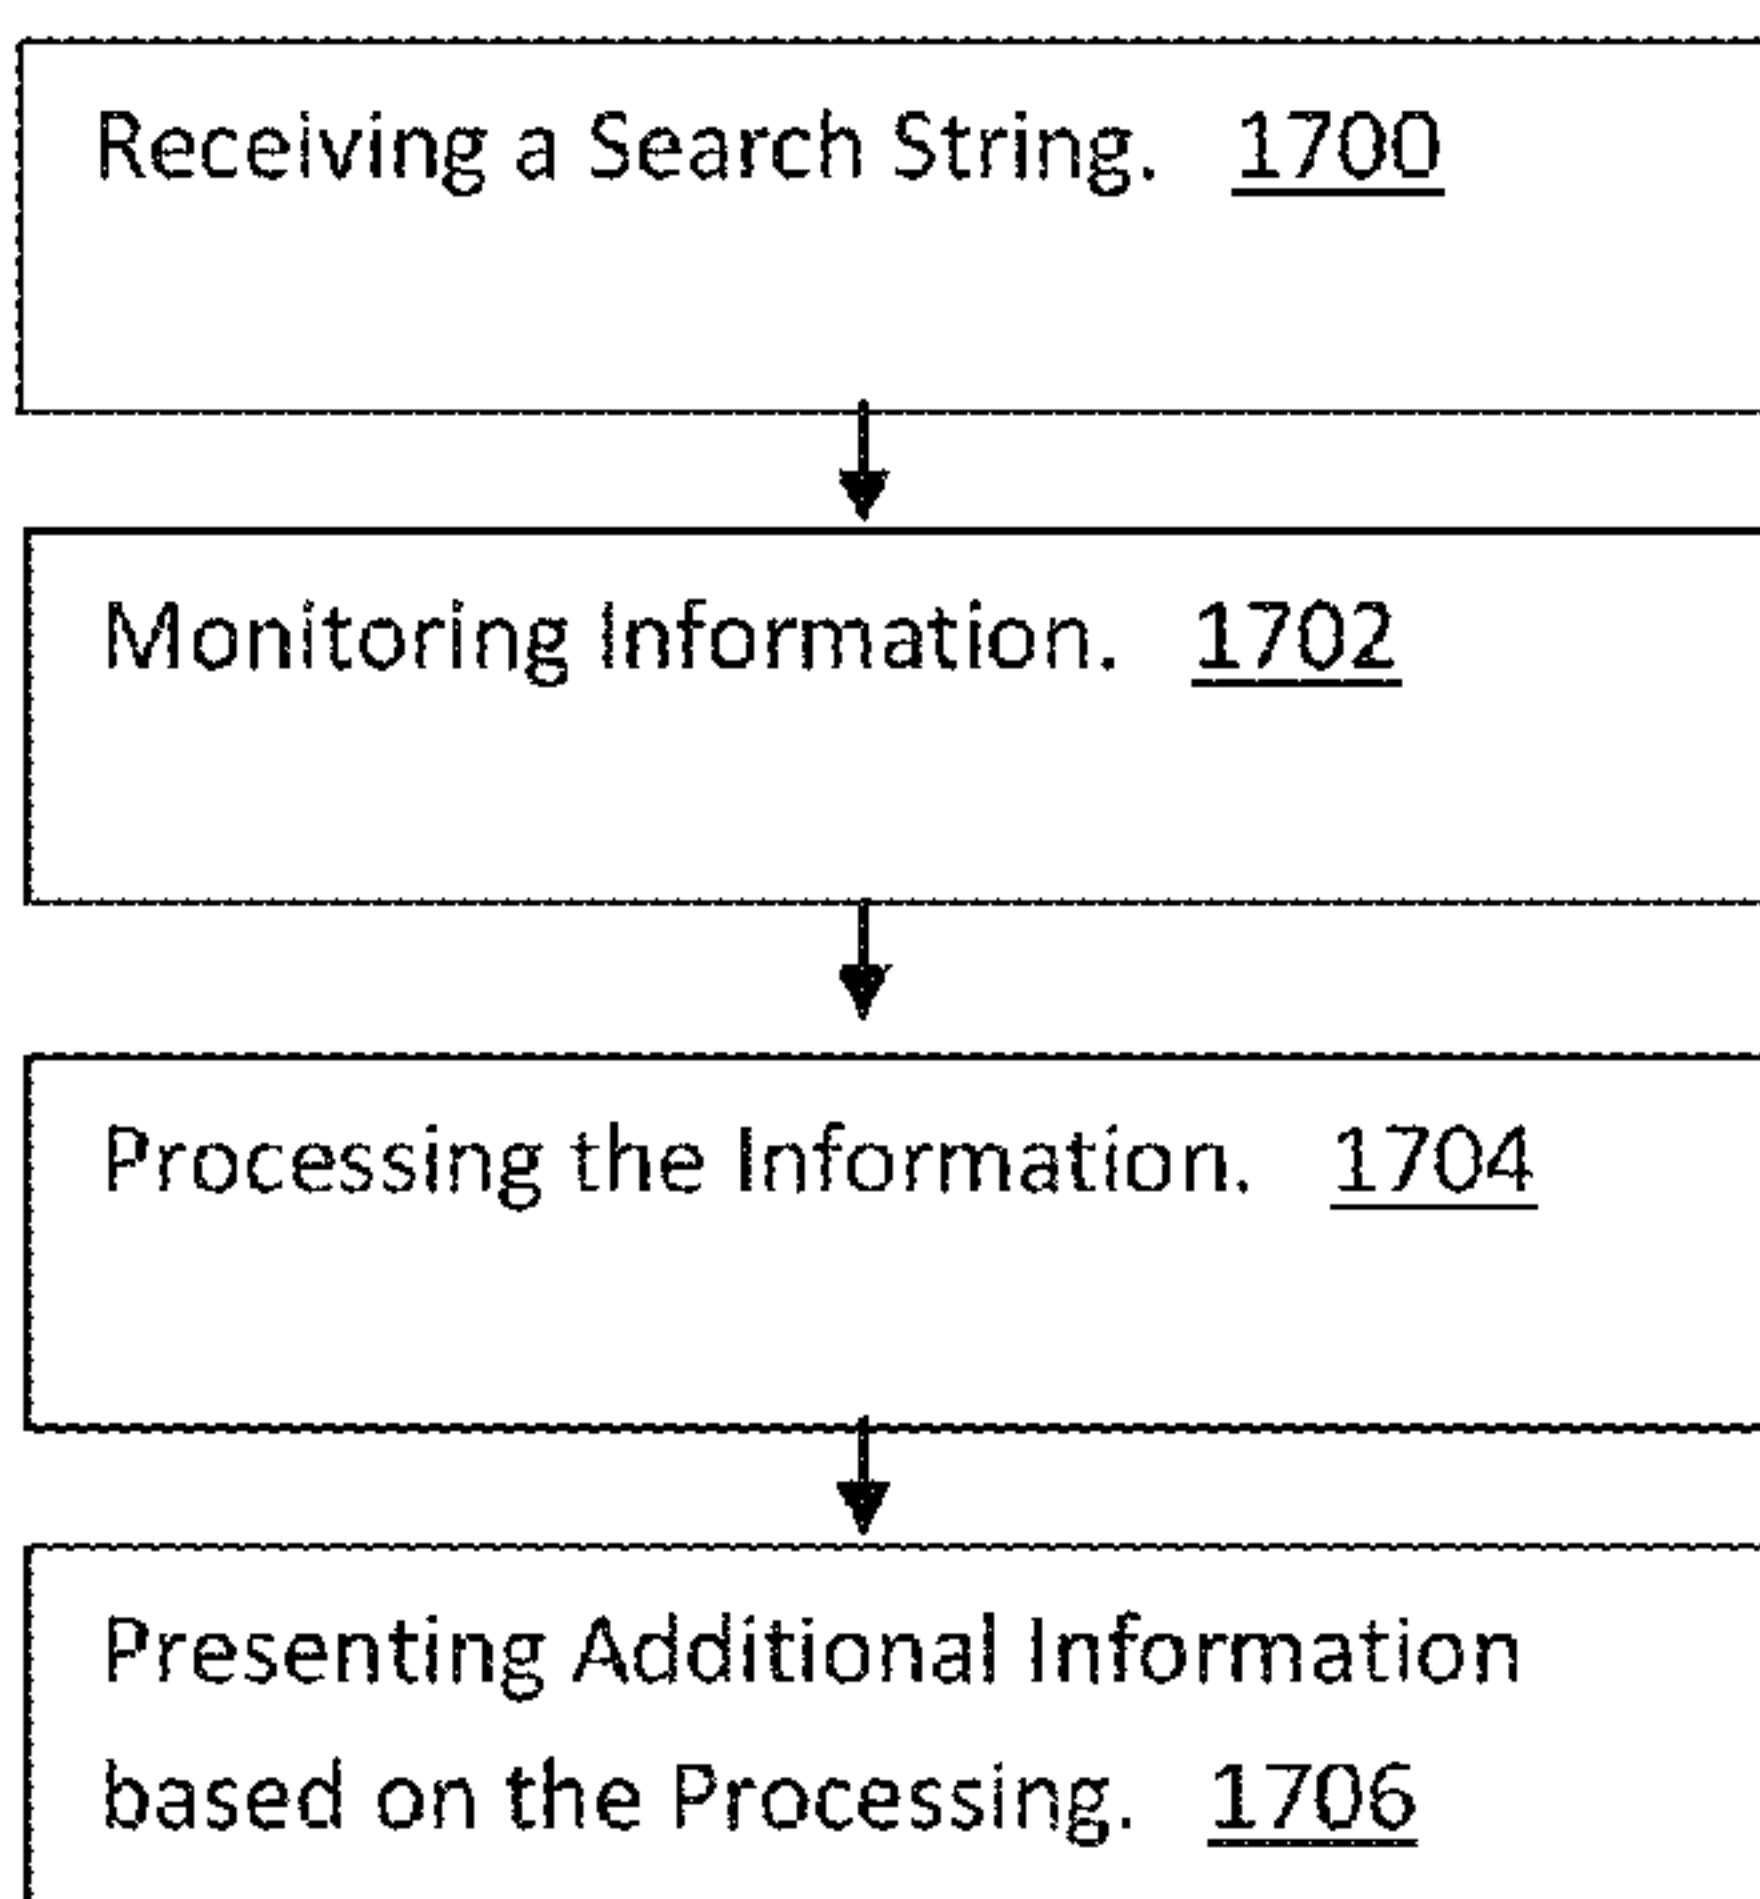 Receiving a Search String. 1700
Monitoring Information. 1702
Processing the Information. 1704
Presenting Additional Information
based on the Processing. 1706